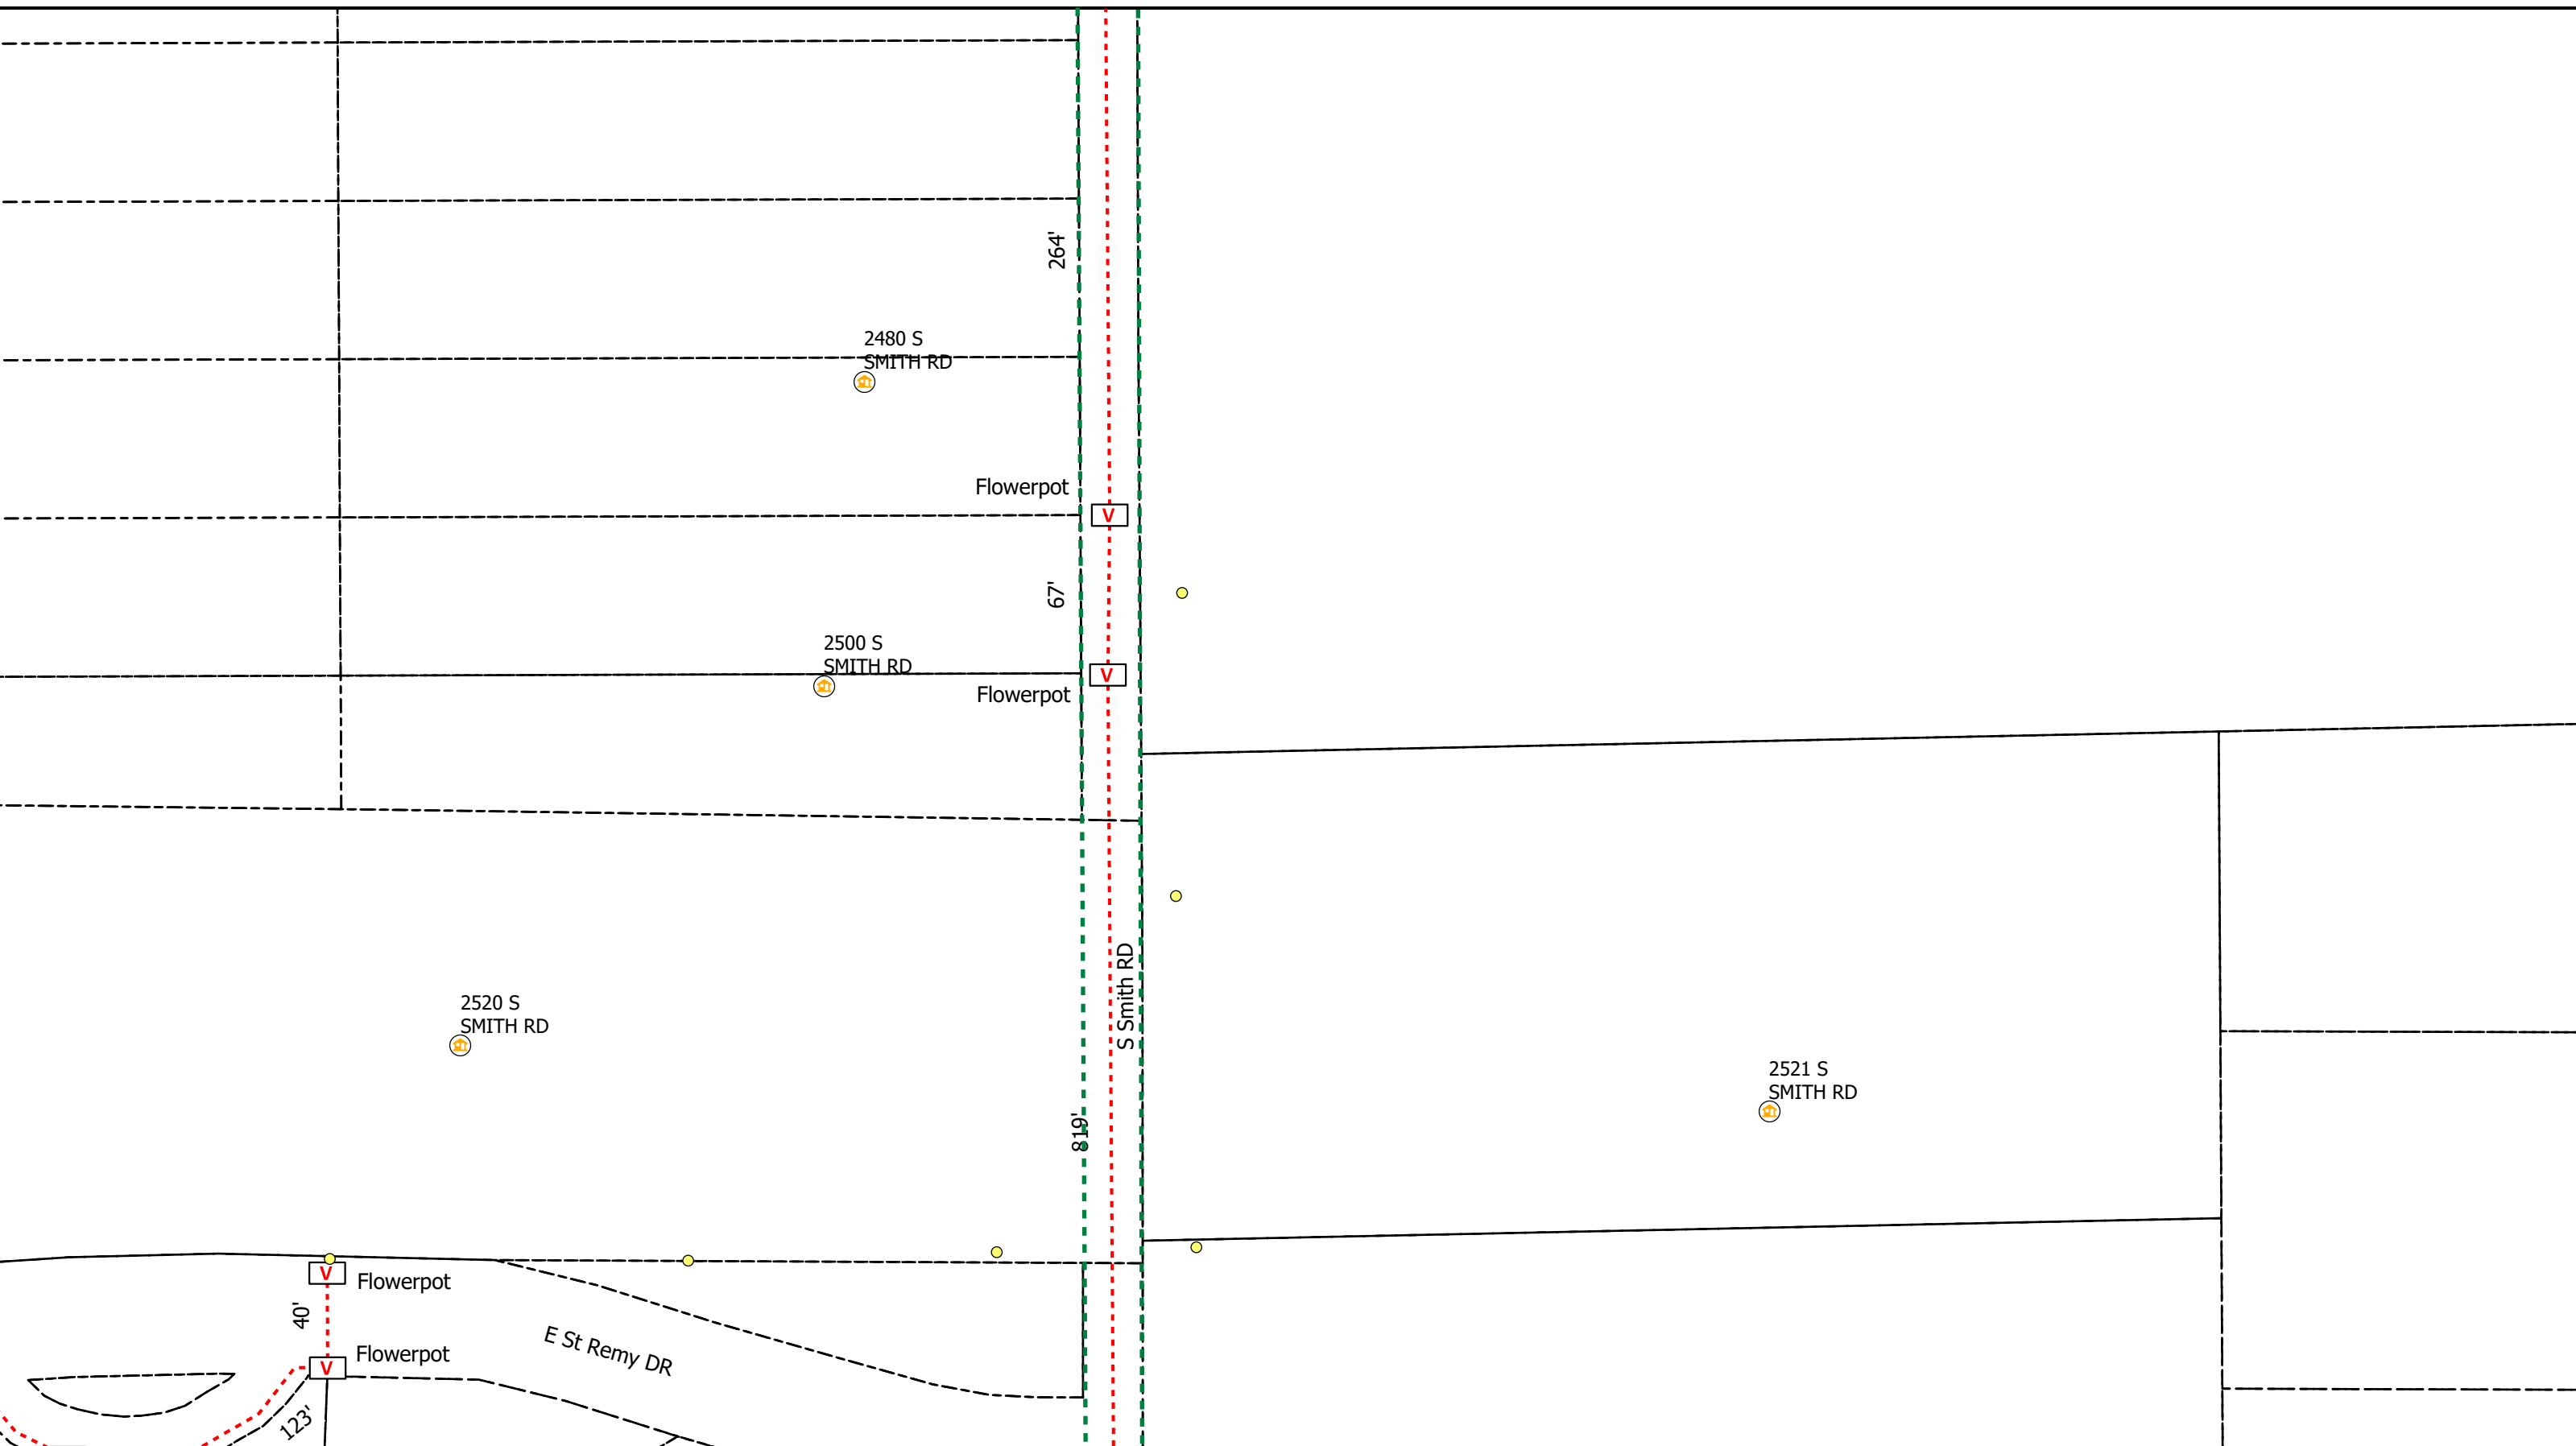 264'
2480 S
SMITH RD
Flowerpot
V
67'
2500 S
SMITH RD
V
Flowerpot
S Smith RD
2520 S
SMITH RD
2521 S
SMITH RD
819'
V
Flowerpot
40'
E St Remy DR
Flowerpot
V
123'